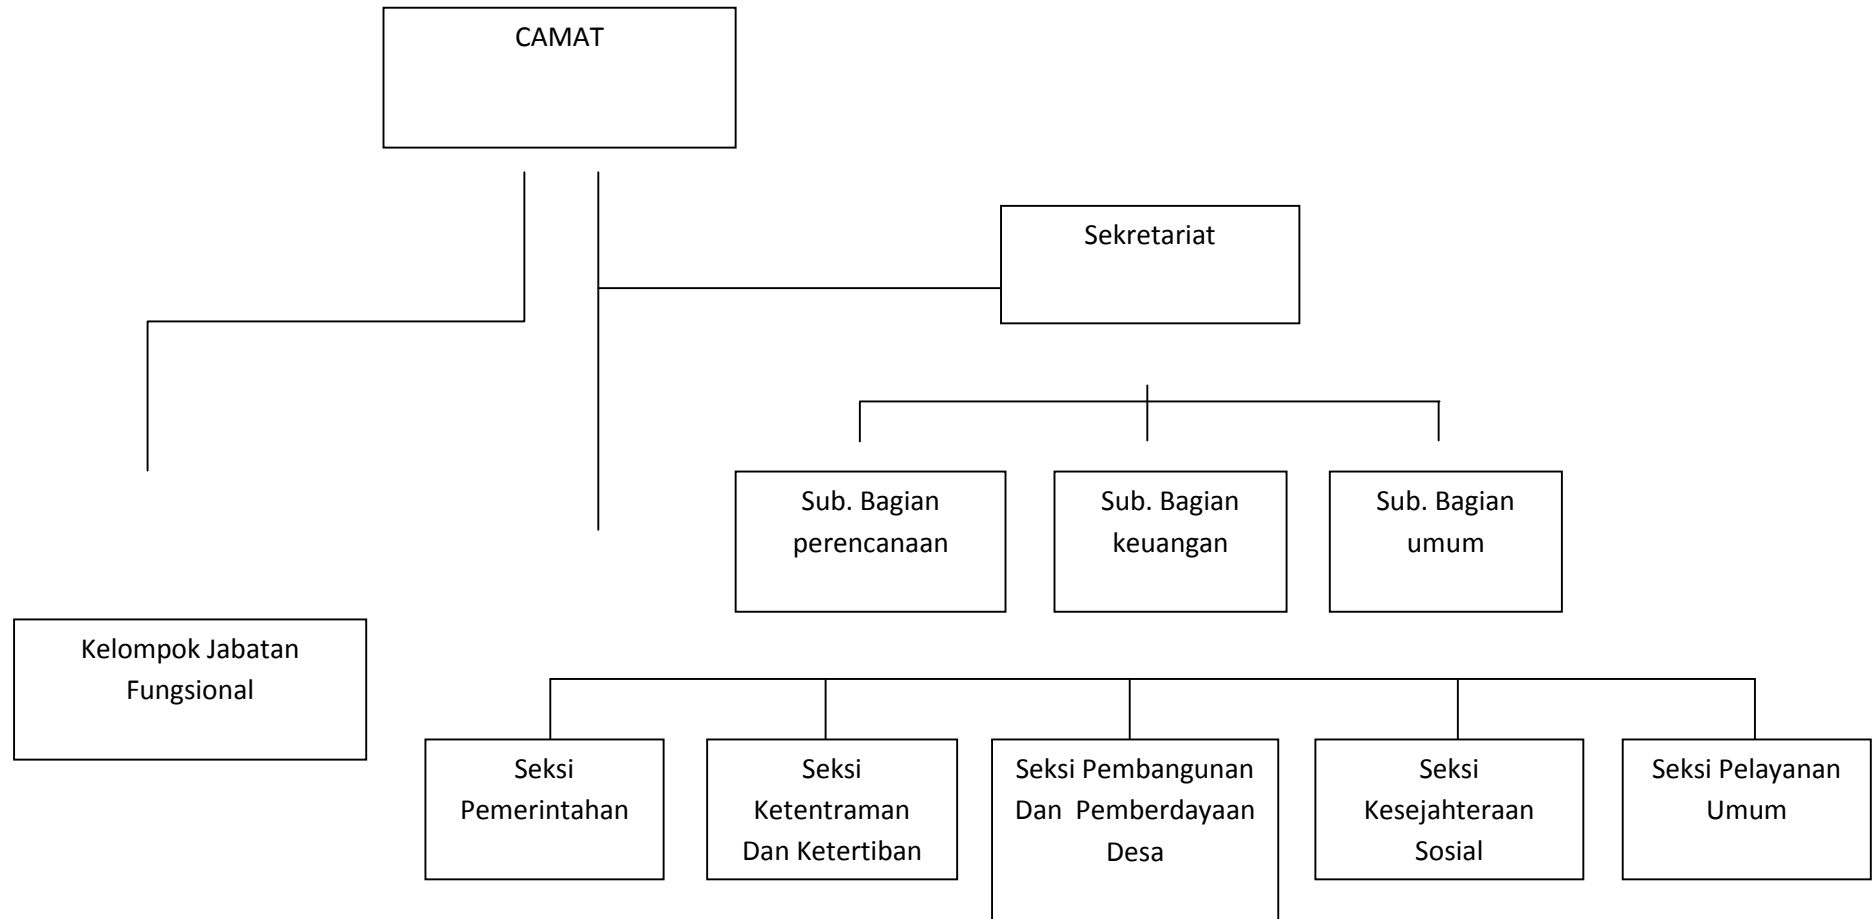 CAMAT
Sekretariat
Sub. Bagian
perencanaan
Sub. Bagian
keuangan
Sub. Bagian
umum
Kelompok Jabatan
Fungsional
Seksi
Pemerintahan
Seksi
Ketentraman
Dan Ketertiban
Seksi Pembangunan
Dan  Pemberdayaan
Desa
Seksi
Kesejahteraan
Sosial
Seksi Pelayanan
Umum